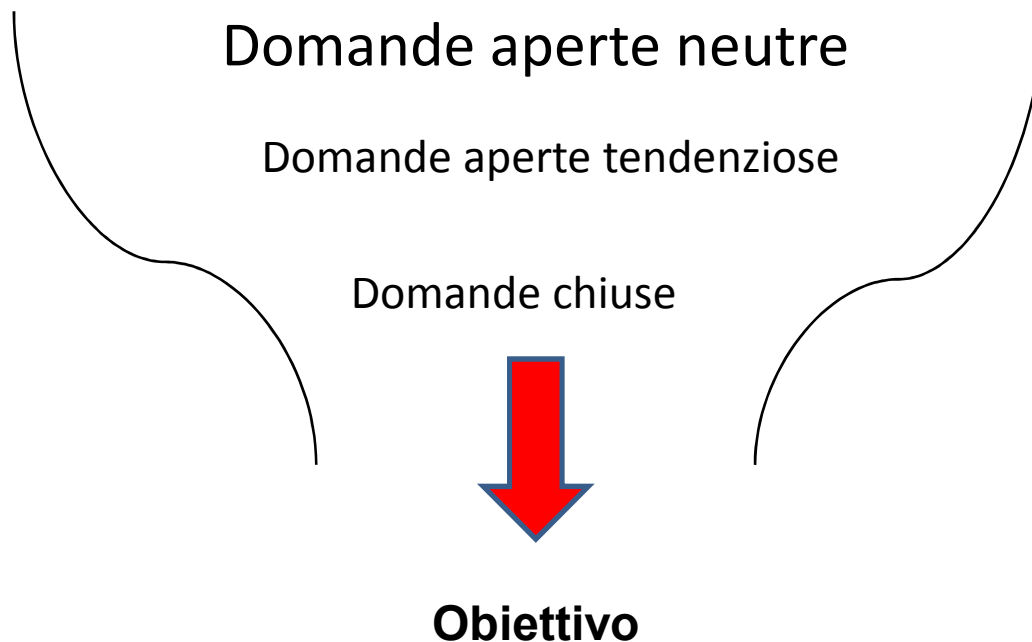 Domande aperte neutre
Domande aperte tendenziose
Domande chiuse
Obiettivo